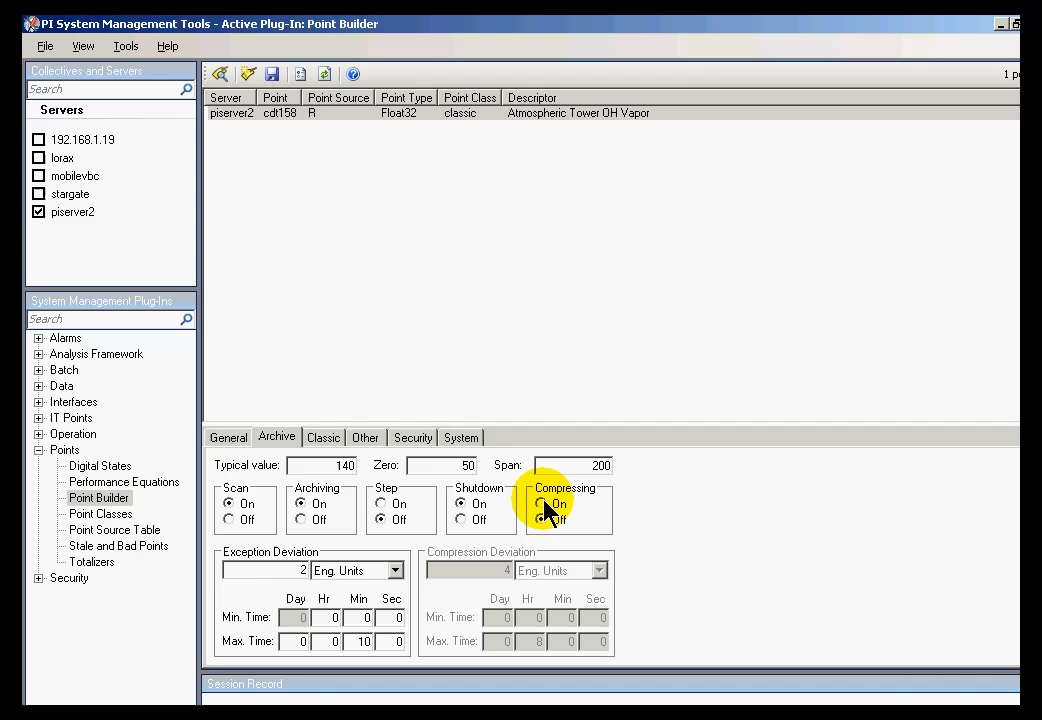 PI System Management Tools - Active Plug-In: Point Builder
File View Tools Help
Collectives and Servers
Search
Servers
192.168.1.19
lorax
mobilevbc
stargate
piserver2
System Management Plug-Ins
Search
Alarms
Analysis Framework
Batch
Data
Interfaces
IT Points
Operation
Points
Digital States
Performance Equations
Point Builder
Point Classes
Point Source Table
Stale and Bad Points
Totalizers
Security
1 p
Server Point Point Source Point Type Point Class Descriptor
piserver2 cdt158 R Float32 classic Atmospheric Tower OH Vapor
General Archive Classic Other Security System
Typical value: 140 Zero: 50 Span: 200
Scan Archiving Step Shutdown Compressing
On On On On On
Off Off Off Off Off
Exception Deviation Compression Deviation
2 Eng. Units 4 Eng. Units
Day Hr Min Sec Day Hr Min Sec
Min. Time: 0 0 0 0 Min. Time: 0 0 0 0
Max. Time: 0 0 10 0 Max. Time: 0 8 0 0
Session Record